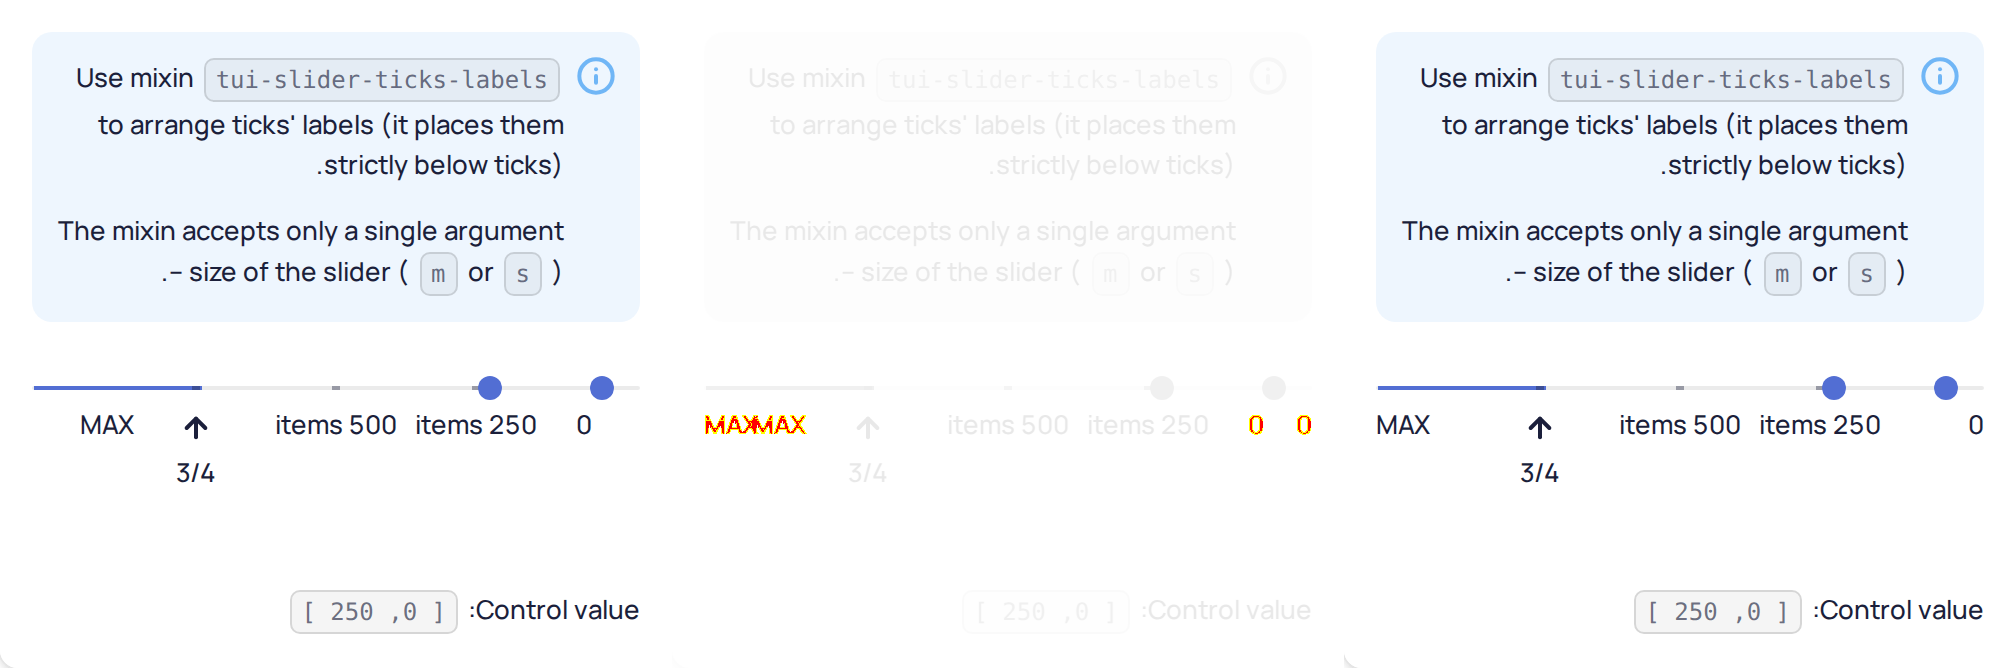 Use mixin tui-slider-ticks-labels
to arrange ticks' labels (it places them
.strictly below ticks)
The mixin accepts only a single argument
.– size of the slider ( m or s )
MAX items 500 items 250 0
3/4
[ 250 ,0 ] :Control value
Use mixin tui-slider-ticks-labels
to arrange ticks' labels (it places them
.strictly below ticks)
The mixin accepts only a single argument
.– size of the slider ( m or s )
MAXMAX items 500 items 250 0 0
3/4
[ 250 ,0 ] :Control value
Use mixin tui-slider-ticks-labels
to arrange ticks' labels (it places them
.strictly below ticks)
The mixin accepts only a single argument
.– size of the slider ( m or s )
MAX items 500 items 250 0
3/4
[ 250 ,0 ] :Control value